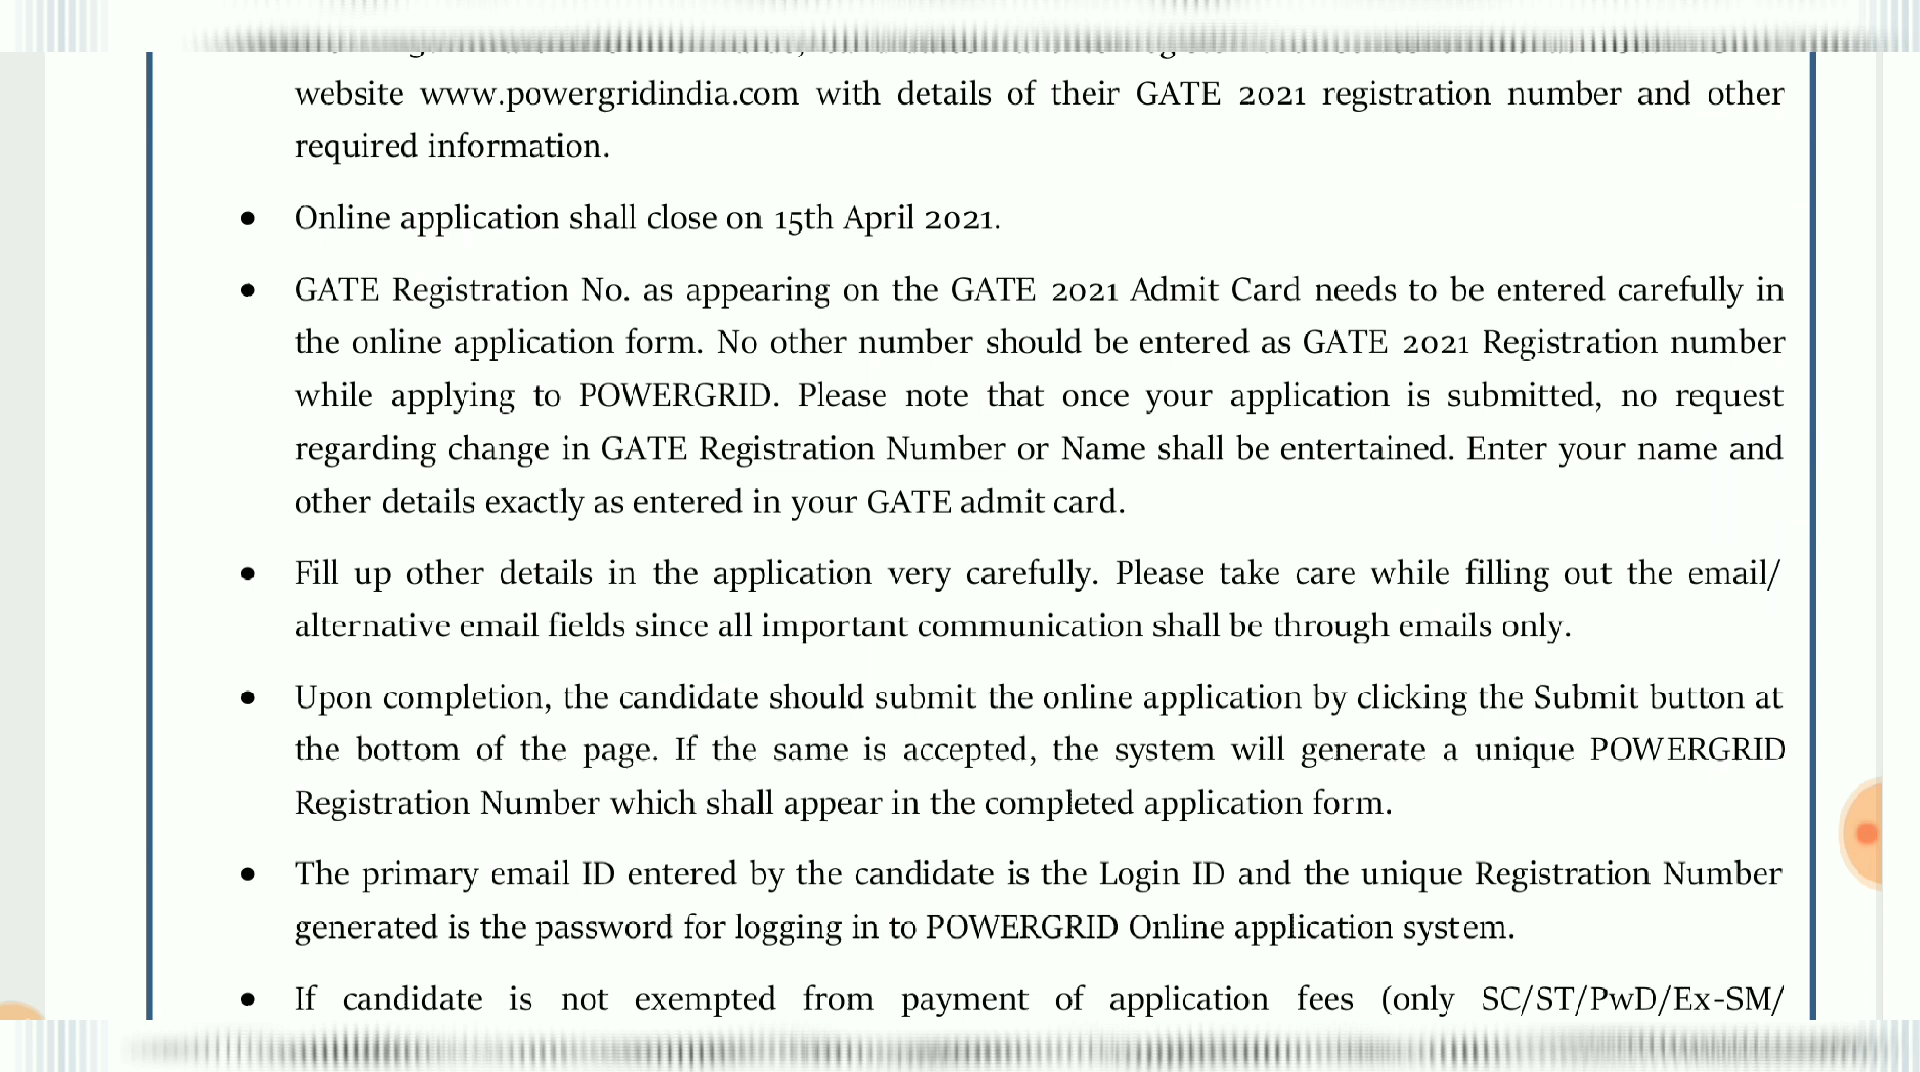 website www.powergridindia.com with details of their GATE 2021 registration number and other
required information.
• Online application shall close on 15th April 2021.
• GATE Registration No. as appearing on the GATE 2021 Admit Card needs to be entered carefully in
the online application form. No other number should be entered as GATE 2021 Registration number
while applying to POWERGRID. Please note that once your application is submitted, no request
regarding change in GATE Registration Number or Name shall be entertained. Enter your name and
other details exactly as entered in your GATE admit card.
• Fill up other details in the application very carefully. Please take care while filling out the email/
alternative email fields since all important communication shall be through emails only.
• Upon completion, the candidate should submit the online application by clicking the Submit button at
the bottom of the page. If the same is accepted, the system will generate a unique POWERGRID
Registration Number which shall appear in the completed application form.
• The primary email ID entered by the candidate is the Login ID and the unique Registration Number
generated is the password for logging in to POWERGRID Online application system.
• If candidate is not exempted from payment of application fees (only SC/ST/PwD/Ex-SM/